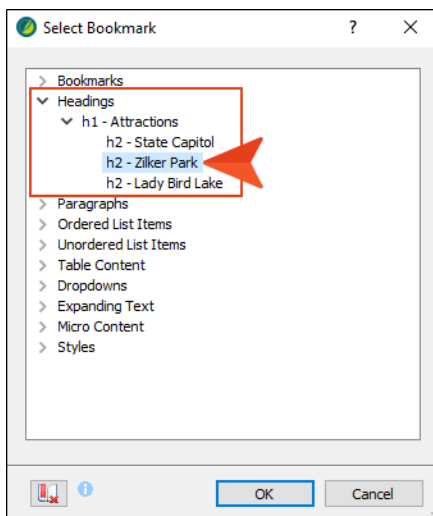 Select Bookmark
Bookmarks
Headings
h1 - Attractions
h2 - State Capitol
h2 - Zilker Park
h2 - Lady Bird Lake
Paragraphs
Ordered List Items
Unordered List Items
Table Content
Dropdowns
Expanding Text
Micro Content
Styles
OK Cancel